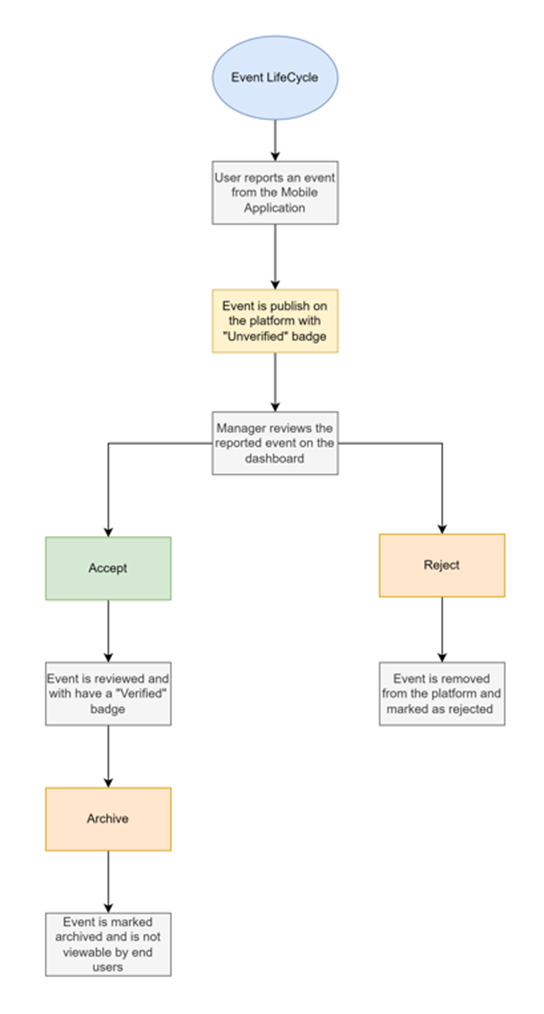 Event LifeCycle
User reports an event
from the Mobile
Application
Event is publish on
the platform with
"Unverified" badge
Manager reviews the
reported event on the
dashboard
Accept
Reject
Event is reviewed and
with have a "Verified"
badge
Event is removed
from the platform and
marked as rejected
Archive
Event is marked
archived and is not
viewable by end
users